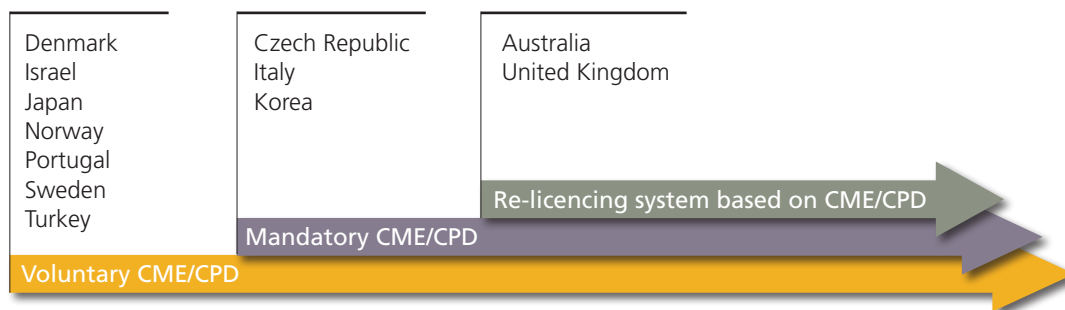 Denmark
Israel
Japan
Norway
Portugal
Sweden
Turkey
Czech Republic
Italy
Korea
Australia
United Kingdom
Re-licencing system based on CME/CPD
Mandatory CME/CPD
Voluntary CME/CPD